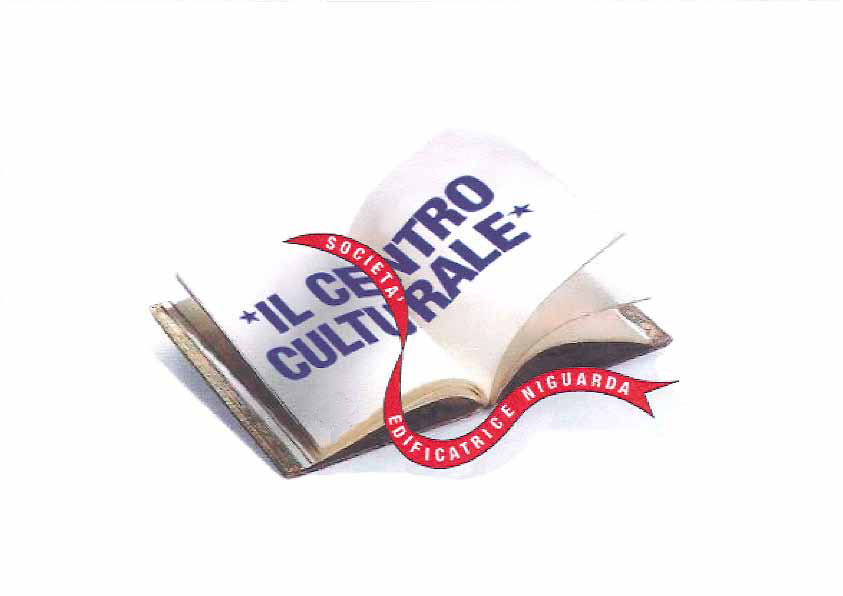 *IL CENTRO
CULTURALE*
SOCIETA'
EDIFICATRICE NIGUARDA